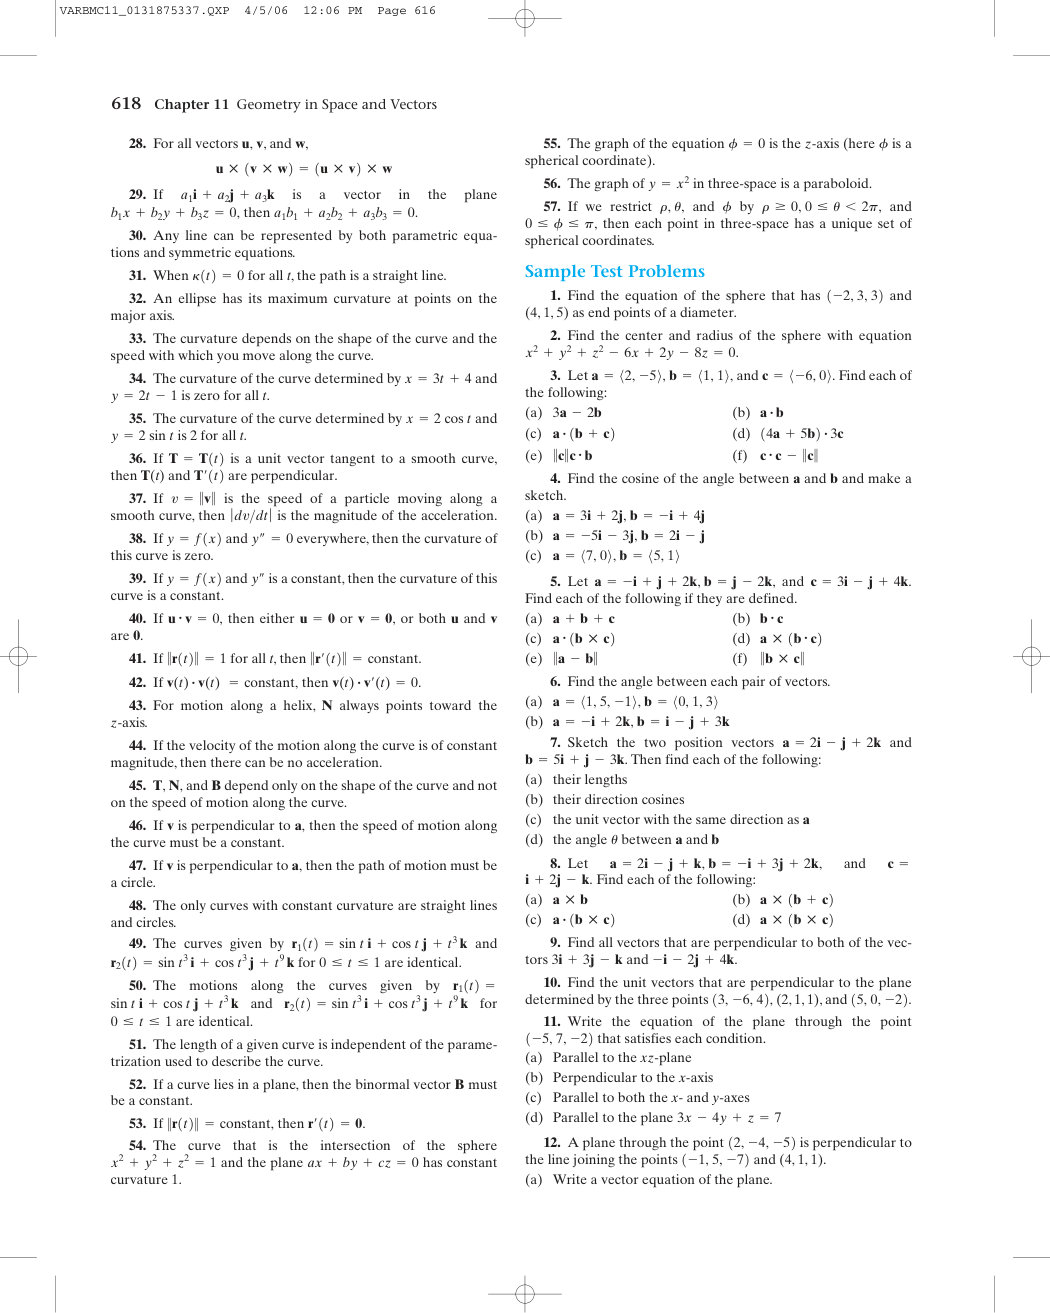 VARBMC11_0131875337.QXP 4/5/06 12:06 PM Page 616
618 Chapter 11 Geometry in Space and Vectors
28. For all vectors u, v, and w,
u × (v × w) = (u × v) × w
29. If a₁i + a₂j + a₃k is a vector in the plane
b₁x + b₂y + b₃z = 0, then a₁b₁ + a₂b₂ + a₃b₃ = 0.
30. Any line can be represented by both parametric equa-
tions and symmetric equations.
31. When κ(t) = 0 for all t, the path is a straight line.
32. An ellipse has its maximum curvature at points on the
major axis.
33. The curvature depends on the shape of the curve and the
speed with which you move along the curve.
34. The curvature of the curve determined by x = 3t + 4 and
y = 2t − 1 is zero for all t.
35. The curvature of the curve determined by x = 2 cos t and
y = 2 sin t is 2 for all t.
36. If T = T(t) is a unit vector tangent to a smooth curve,
then T(t) and T′(t) are perpendicular.
37. If v = ‖v‖ is the speed of a particle moving along a
smooth curve, then |dv/dt| is the magnitude of the acceleration.
38. If y = f(x) and y″ = 0 everywhere, then the curvature of
this curve is zero.
39. If y = f(x) and y″ is a constant, then the curvature of this
curve is a constant.
40. If u · v = 0, then either u = 0 or v = 0, or both u and v
are 0.
41. If ‖r(t)‖ = 1 for all t, then ‖r′(t)‖ = constant.
42. If v(t) · v(t) = constant, then v(t) · v′(t) = 0.
43. For motion along a helix, N always points toward the
z-axis.
44. If the velocity of the motion along the curve is of constant
magnitude, then there can be no acceleration.
45. T, N, and B depend only on the shape of the curve and not
on the speed of motion along the curve.
46. If v is perpendicular to a, then the speed of motion along
the curve must be a constant.
47. If v is perpendicular to a, then the path of motion must be
a circle.
48. The only curves with constant curvature are straight lines
and circles.
49. The curves given by r₁(t) = sin t i + cos t j + t³ k and
r₂(t) = sin t³ i + cos t³ j + t⁹ k for 0 ≤ t ≤ 1 are identical.
50. The motions along the curves given by r₁(t) =
sin t i + cos t j + t³ k and r₂(t) = sin t³ i + cos t³ j + t⁹ k for
0 ≤ t ≤ 1 are identical.
51. The length of a given curve is independent of the parame-
trization used to describe the curve.
52. If a curve lies in a plane, then the binormal vector B must
be a constant.
53. If ‖r(t)‖ = constant, then r′(t) = 0.
54. The curve that is the intersection of the sphere
x² + y² + z² = 1 and the plane ax + by + cz = 0 has constant
curvature 1.
55. The graph of the equation ϕ = 0 is the z-axis (here ϕ is a
spherical coordinate).
56. The graph of y = x² in three-space is a paraboloid.
57. If we restrict ρ, θ, and ϕ by ρ ≥ 0, 0 ≤ θ < 2π, and
0 ≤ ϕ ≤ π, then each point in three-space has a unique set of
spherical coordinates.
Sample Test Problems
1. Find the equation of the sphere that has (−2, 3, 3) and
(4, 1, 5) as end points of a diameter.
2. Find the center and radius of the sphere with equation
x² + y² + z² − 6x + 2y − 8z = 0.
3. Let a = ⟨2, −5⟩, b = ⟨1, 1⟩, and c = ⟨−6, 0⟩. Find each of
the following:
(a) 3a − 2b (b) a · b
(c) a · (b + c) (d) (4a + 5b) · 3c
(e) ‖c‖c · b (f) c · c − ‖c‖
4. Find the cosine of the angle between a and b and make a
sketch.
(a) a = 3i + 2j, b = −i + 4j
(b) a = −5i − 3j, b = 2i − j
(c) a = ⟨7, 0⟩, b = ⟨5, 1⟩
5. Let a = −i + j + 2k, b = j − 2k, and c = 3i − j + 4k.
Find each of the following if they are defined.
(a) a + b + c (b) b · c
(c) a · (b × c) (d) a × (b · c)
(e) ‖a − b‖ (f) ‖b × c‖
6. Find the angle between each pair of vectors.
(a) a = ⟨1, 5, −1⟩, b = ⟨0, 1, 3⟩
(b) a = −i + 2k, b = i − j + 3k
7. Sketch the two position vectors a = 2i − j + 2k and
b = 5i + j − 3k. Then find each of the following:
(a) their lengths
(b) their direction cosines
(c) the unit vector with the same direction as a
(d) the angle θ between a and b
8. Let a = 2i − j + k, b = −i + 3j + 2k, and c =
i + 2j − k. Find each of the following:
(a) a × b (b) a × (b + c)
(c) a · (b × c) (d) a × (b × c)
9. Find all vectors that are perpendicular to both of the vec-
tors 3i + 3j − k and −i − 2j + 4k.
10. Find the unit vectors that are perpendicular to the plane
determined by the three points (3, −6, 4), (2, 1, 1), and (5, 0, −2).
11. Write the equation of the plane through the point
(−5, 7, −2) that satisfies each condition.
(a) Parallel to the xz-plane
(b) Perpendicular to the x-axis
(c) Parallel to both the x- and y-axes
(d) Parallel to the plane 3x − 4y + z = 7
12. A plane through the point (2, −4, −5) is perpendicular to
the line joining the points (−1, 5, −7) and (4, 1, 1).
(a) Write a vector equation of the plane.